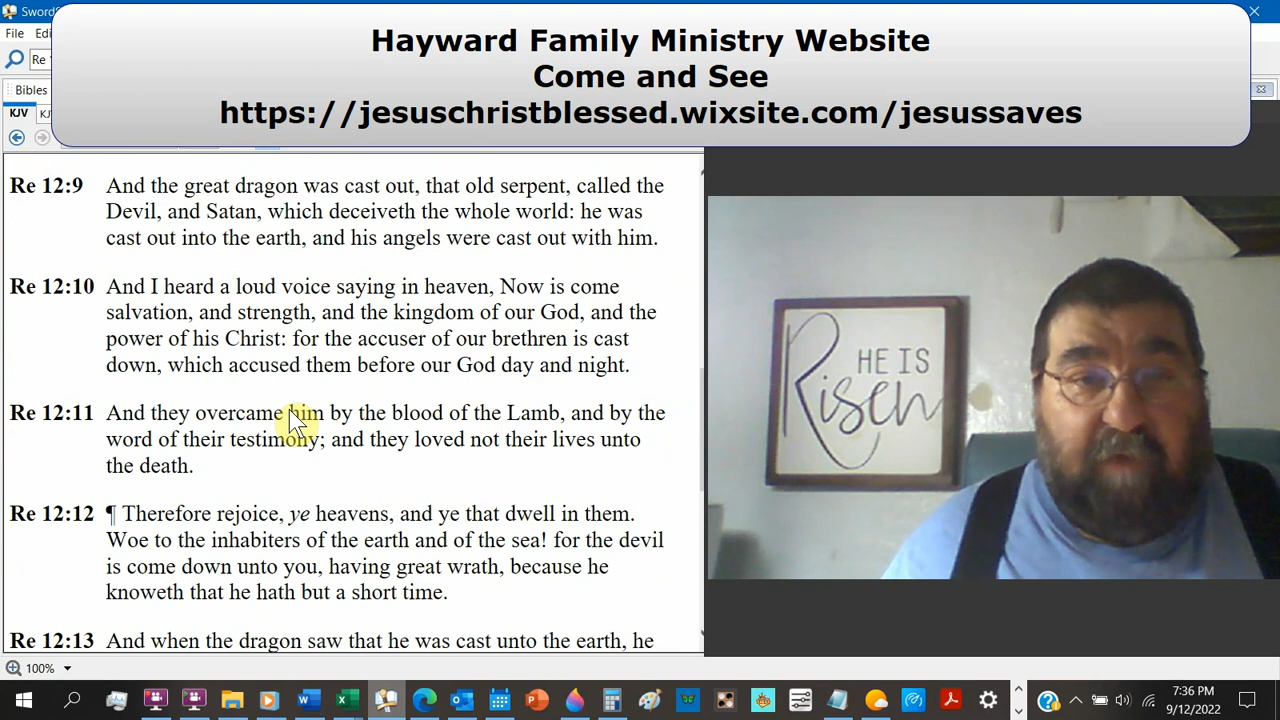 Sword
Hayward Family Ministry Website
Come and See
https://jesuschristblessed.wixsite.com/jesussaves
File Edi
Re
Bibles
KJV KJ
Re 12:9 And the great dragon was cast out, that old serpent, called the
Devil, and Satan, which deceiveth the whole world: he was
cast out into the earth, and his angels were cast out with him.
Re 12:10 And I heard a loud voice saying in heaven, Now is come
salvation, and strength, and the kingdom of our God, and the
power of his Christ: for the accuser of our brethren is cast
down, which accused them before our God day and night.
Re 12:11 And they overcame him by the blood of the Lamb, and by the
word of their testimony; and they loved not their lives unto
the death.
Re 12:12 ¶ Therefore rejoice, ye heavens, and ye that dwell in them.
Woe to the inhabiters of the earth and of the sea! for the devil
is come down unto you, having great wrath, because he
knoweth that he hath but a short time.
Re 12:13 And when the dragon saw that he was cast unto the earth, he
HE IS
Risen
100%
7:36 PM
9/12/2022